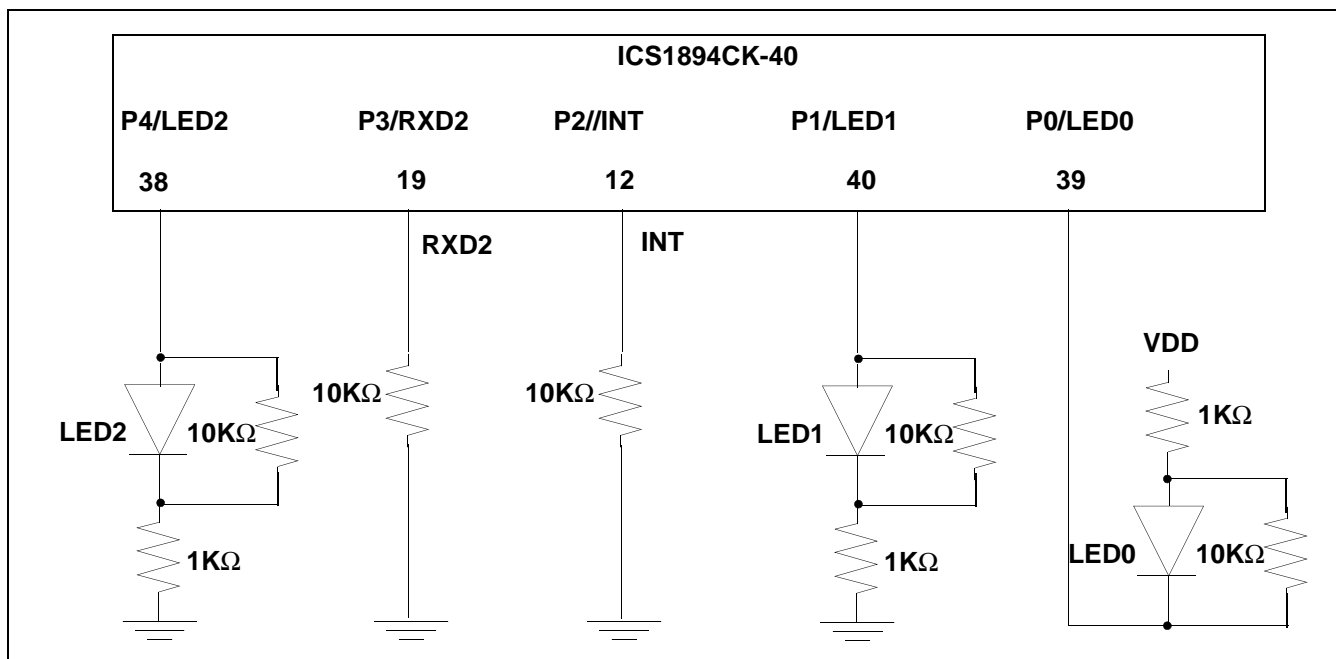 ICS1894CK-40
P4/LED2 P3/RXD2 P2//INT P1/LED1 P0/LED0
38 19 12 40 39
RXD2 INT
VDD
10KΩ 10KΩ 1KΩ
LED2 10KΩ LED1 10KΩ
1KΩ 1KΩ LED0 10KΩ